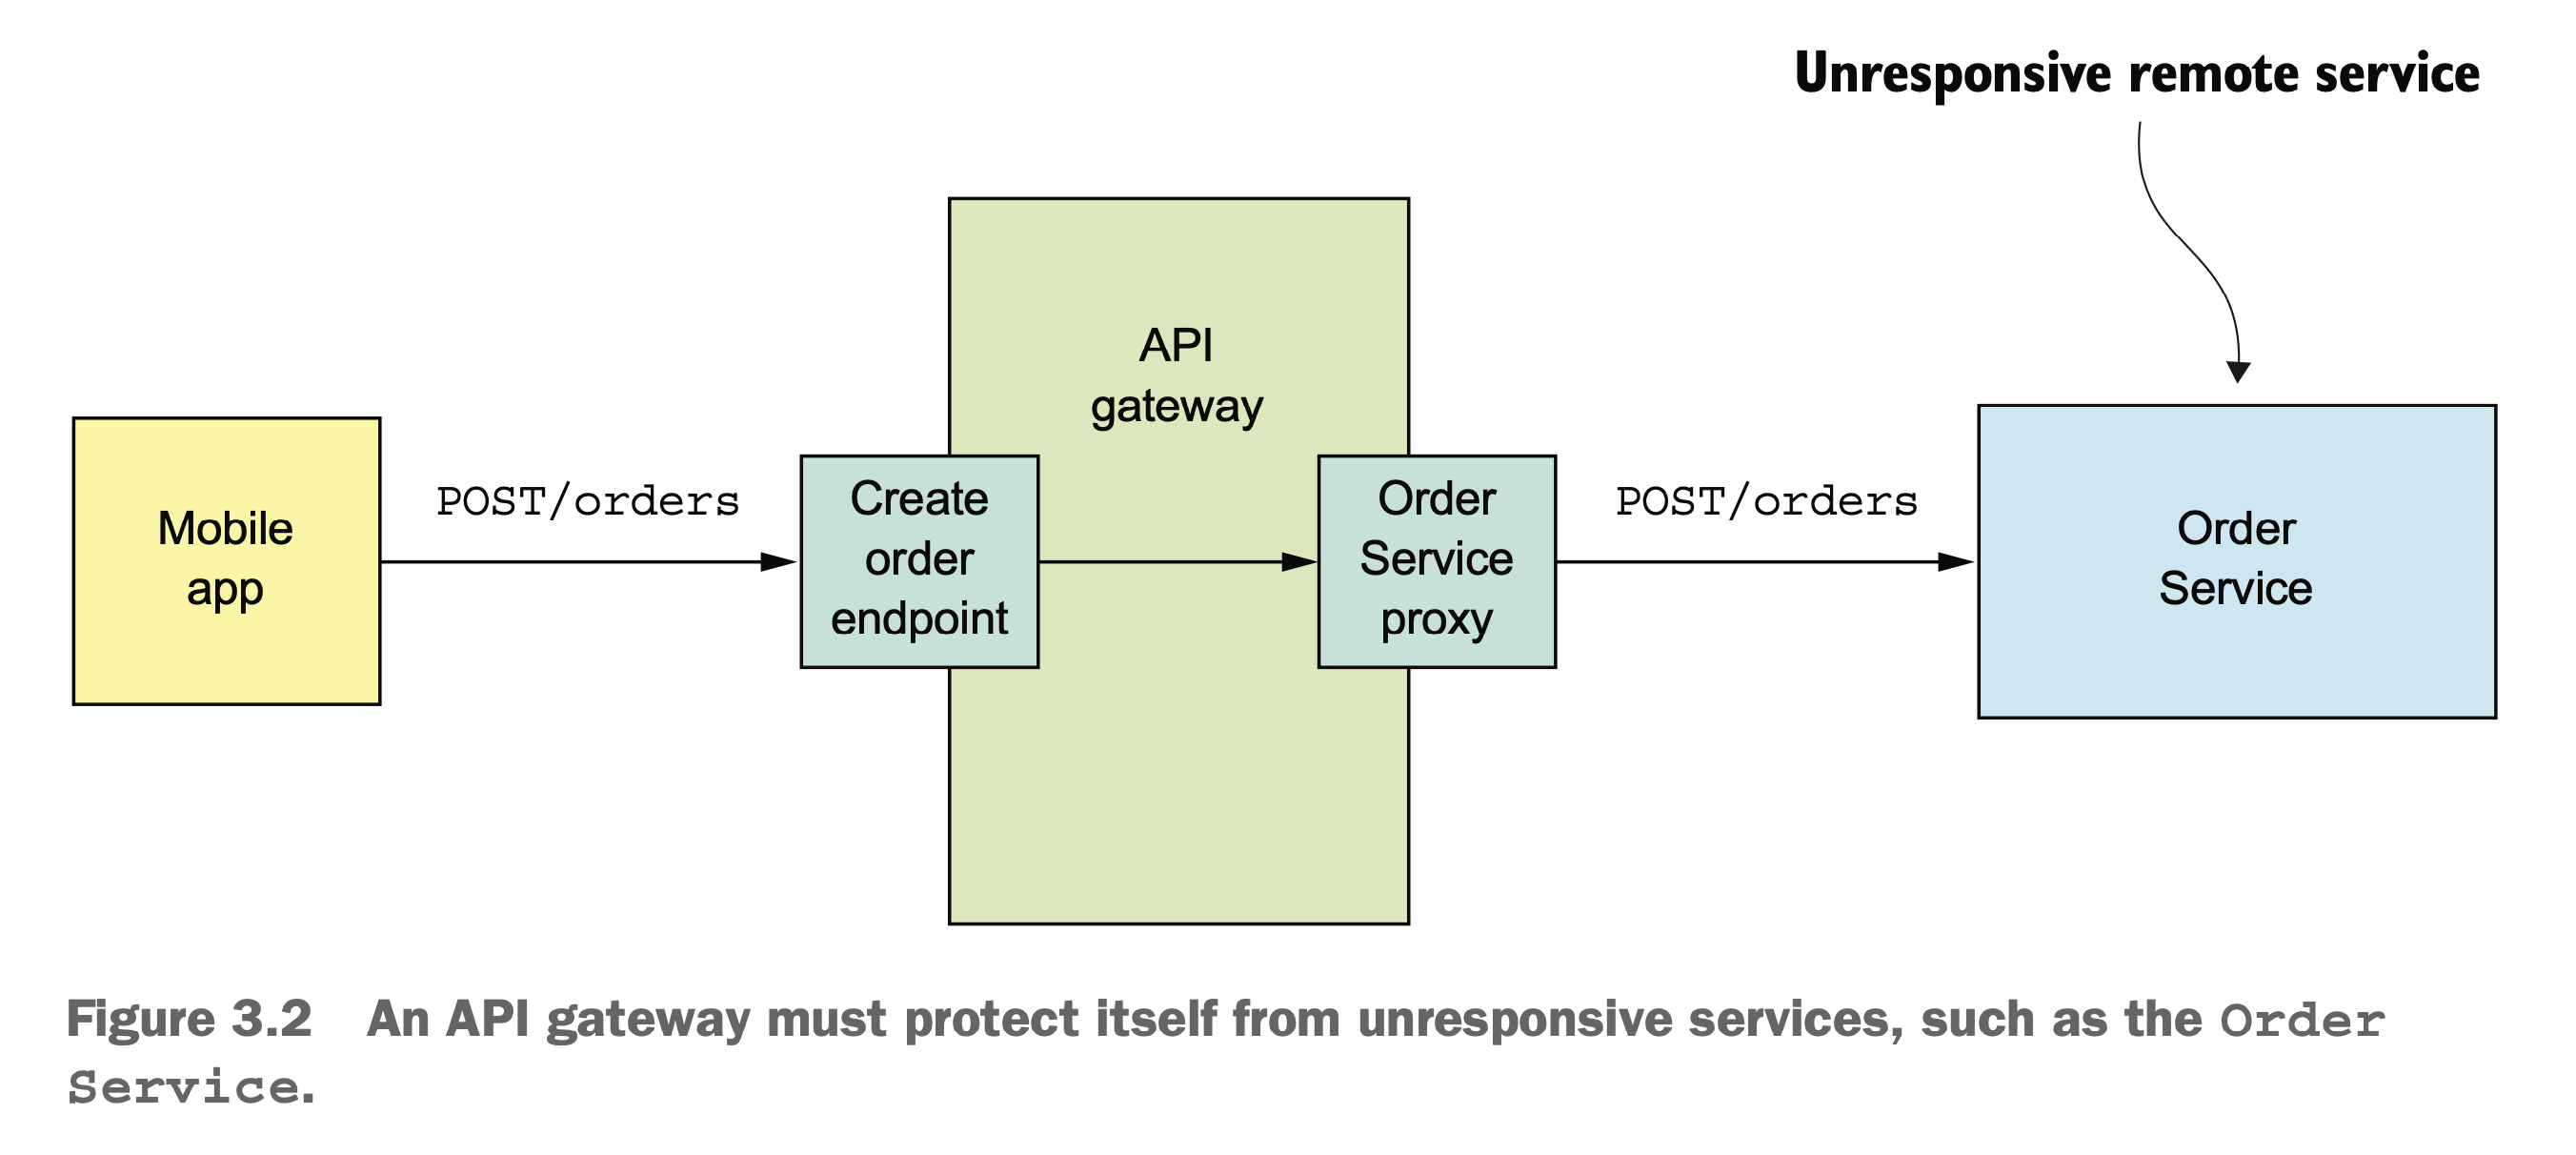 Unresponsive remote service
API
gateway
Mobile
app
POST/orders
Create
order
endpoint
Order
Service
proxy
POST/orders
Order
Service
Figure 3.2 An API gateway must protect itself from unresponsive services, such as the Order
Service.